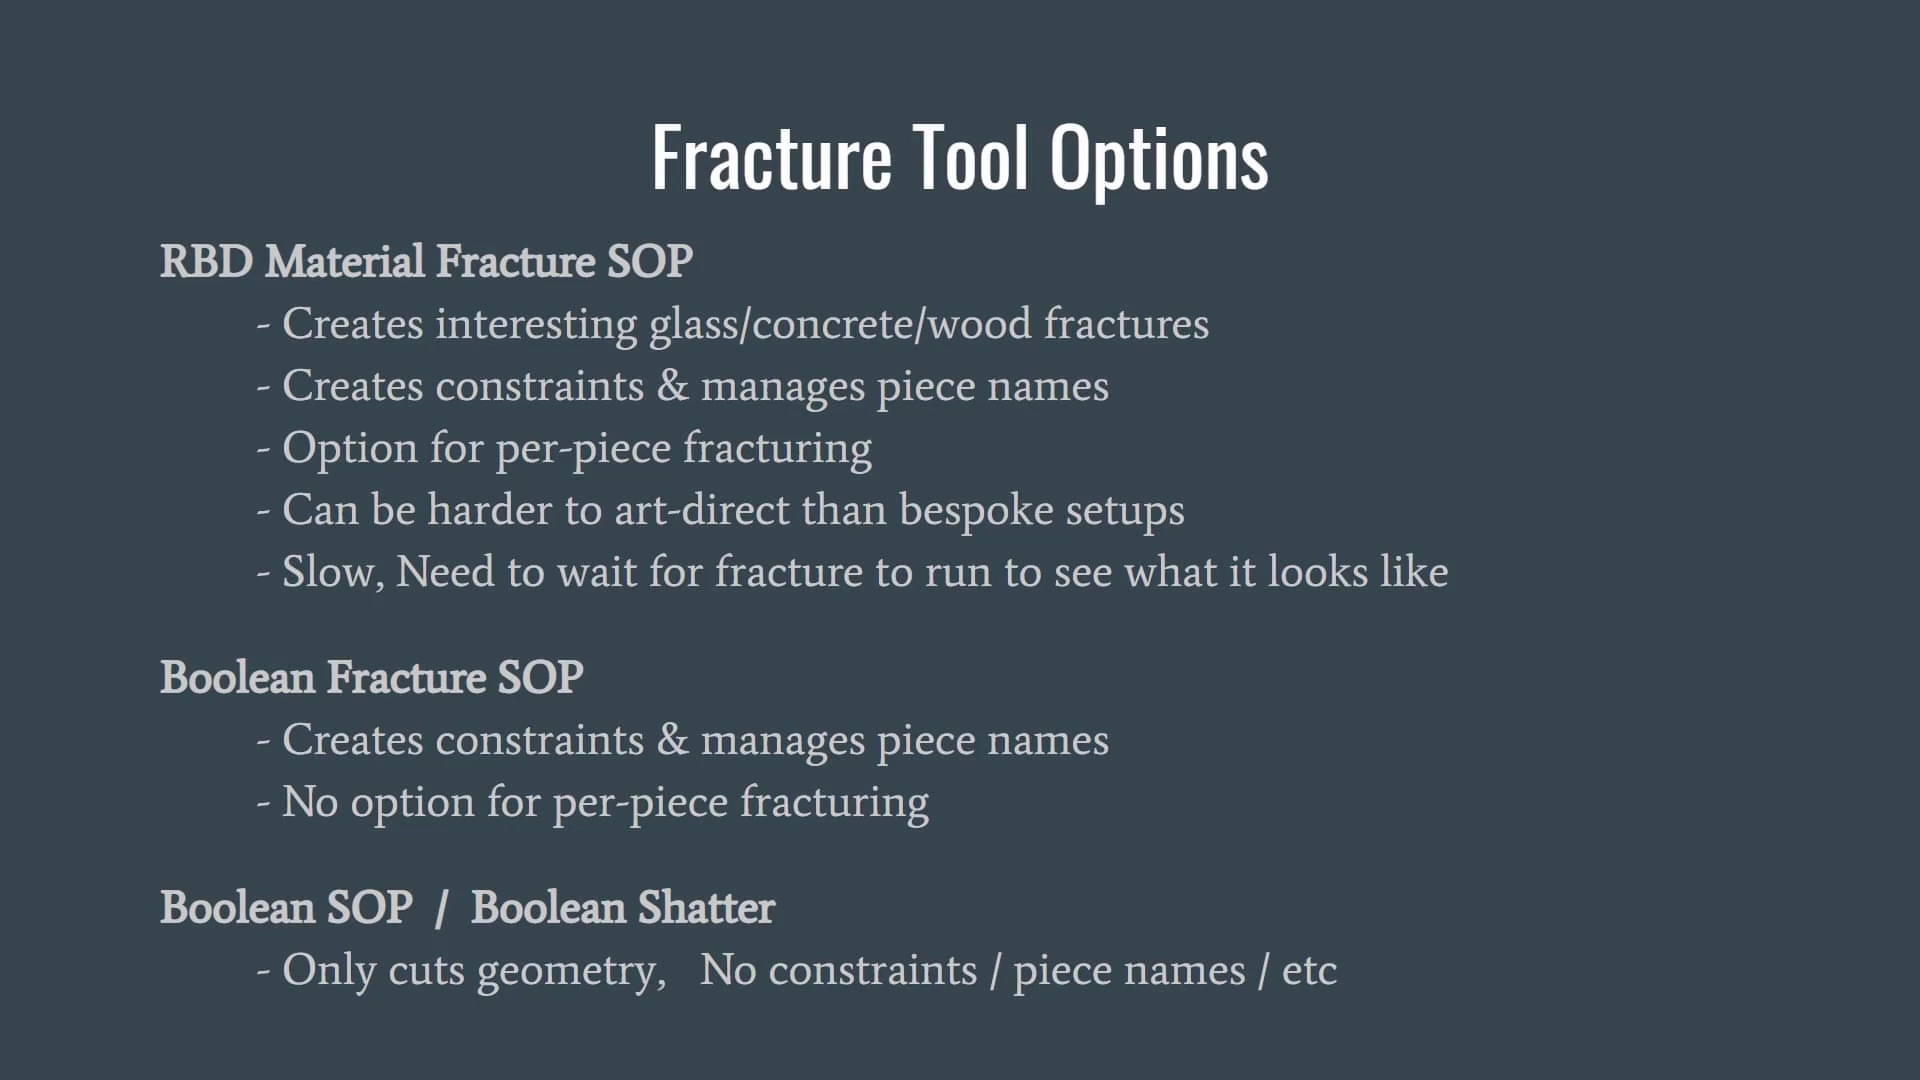 Fracture Tool Options
RBD Material Fracture SOP
- Creates interesting glass/concrete/wood fractures
- Creates constraints & manages piece names
- Option for per-piece fracturing
- Can be harder to art-direct than bespoke setups
- Slow, Need to wait for fracture to run to see what it looks like
Boolean Fracture SOP
- Creates constraints & manages piece names
- No option for per-piece fracturing
Boolean SOP / Boolean Shatter
- Only cuts geometry, No constraints / piece names / etc